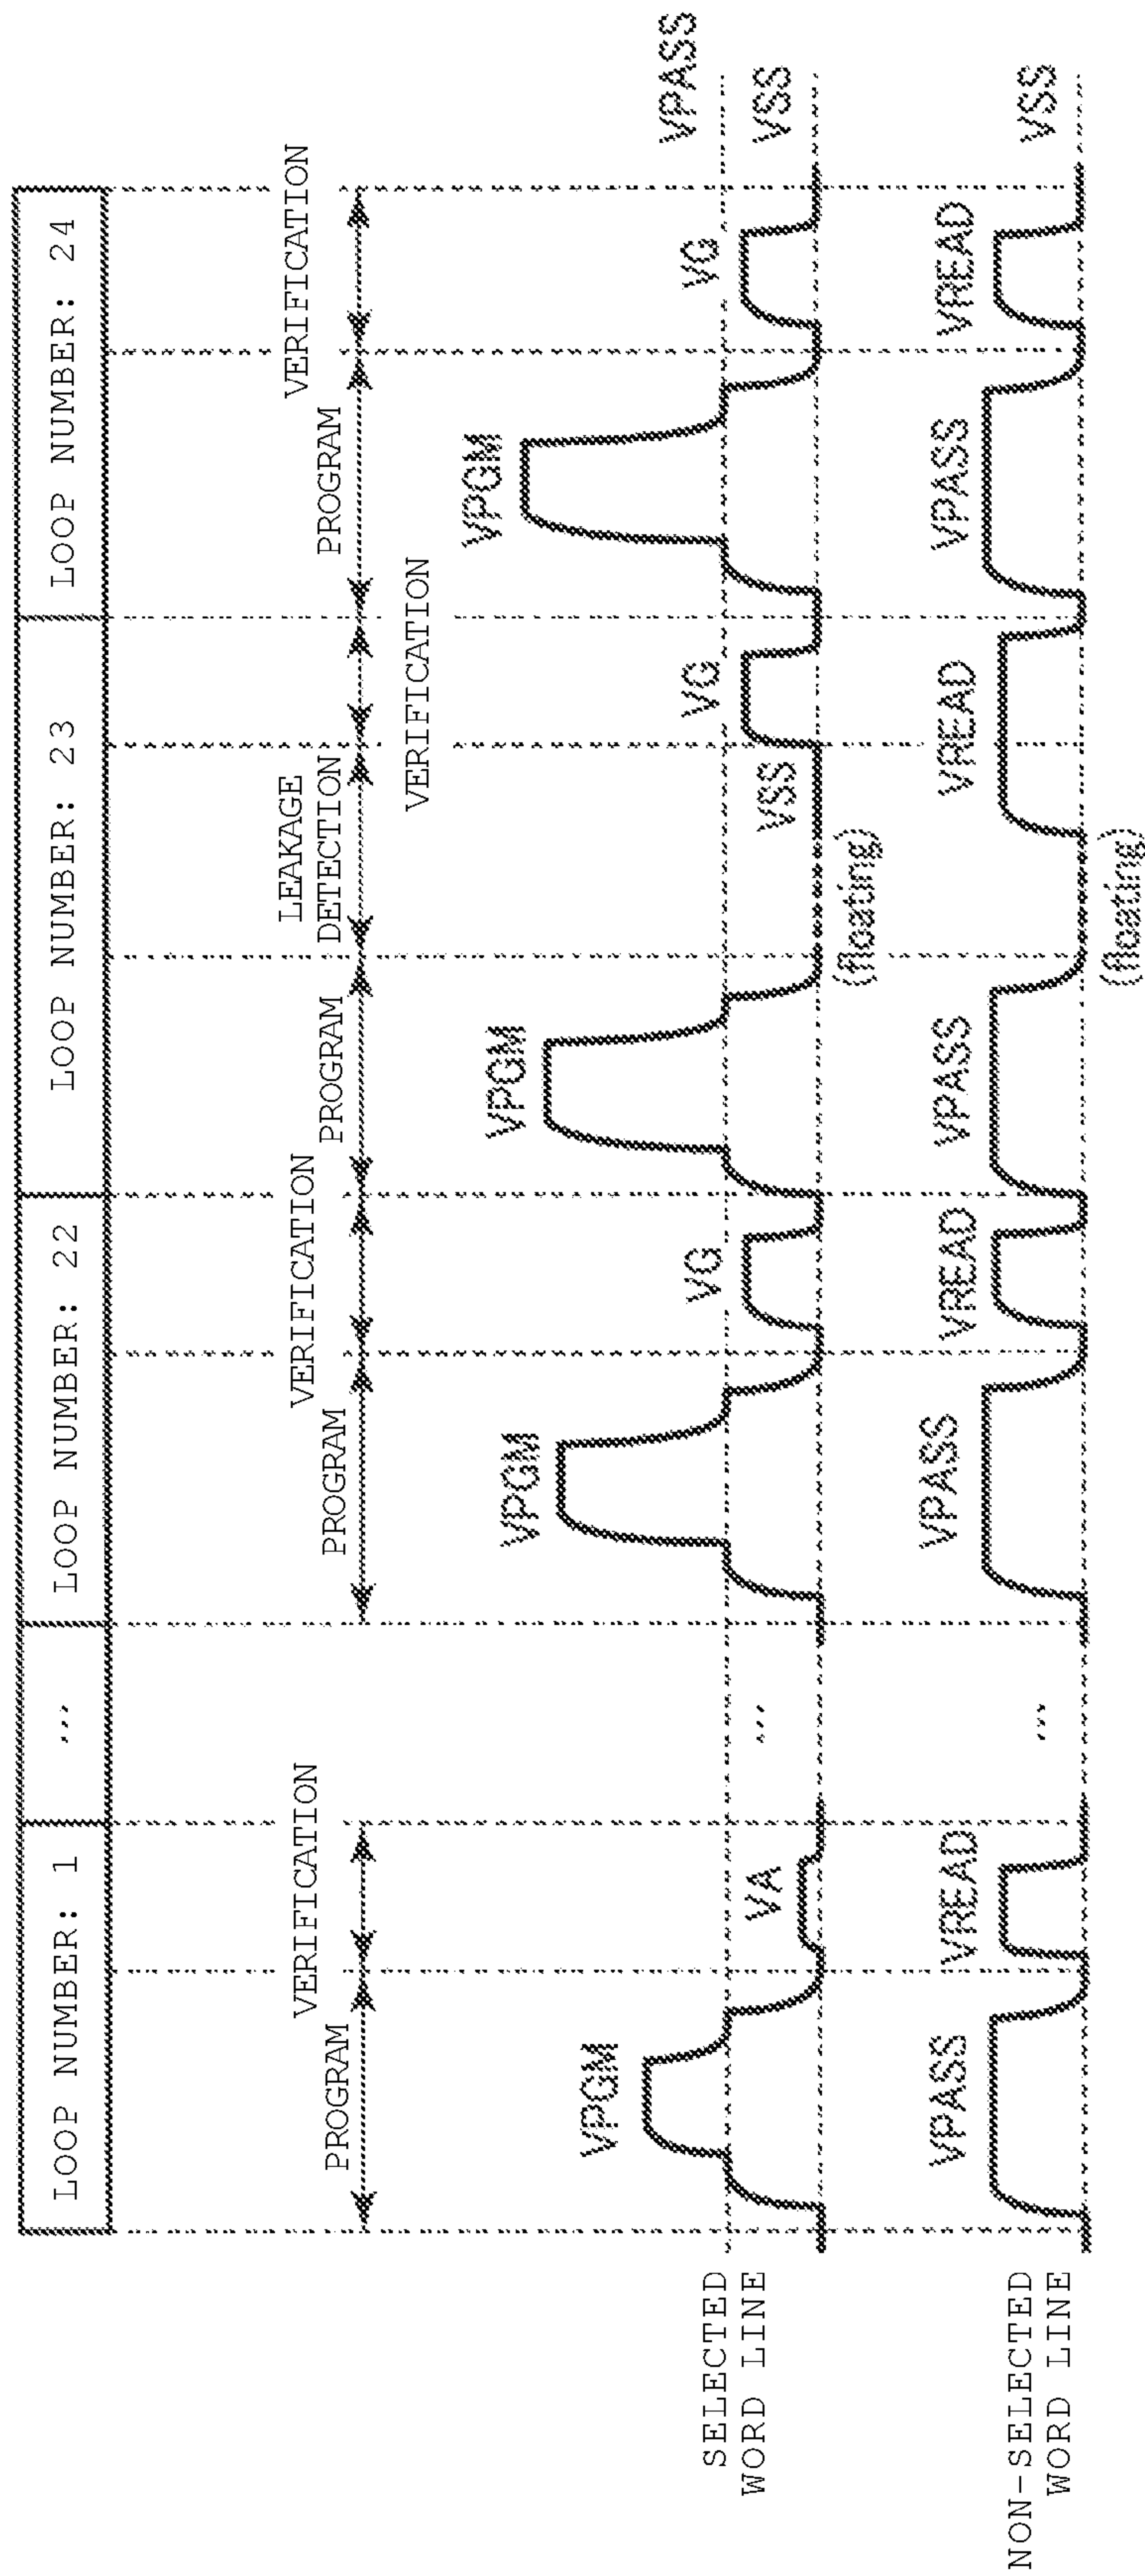 LOOP NUMBER: 1
...
LOOP NUMBER: 22
LOOP NUMBER: 23
LOOP NUMBER: 24
PROGRAM
VERIFICATION
PROGRAM
VERIFICATION
PROGRAM
LEAKAGE
DETECTION
VERIFICATION
PROGRAM
VERIFICATION
SELECTED
WORD LINE
VPGM
VA
...
VPGM
VG
VPGM
VSS
(floating)
VG
VPGM
VG
VPASS
VSS
NON-SELECTED
WORD LINE
VPASS
VREAD
...
VPASS
VREAD
VPASS
(floating)
VREAD
VPASS
VREAD
VSS